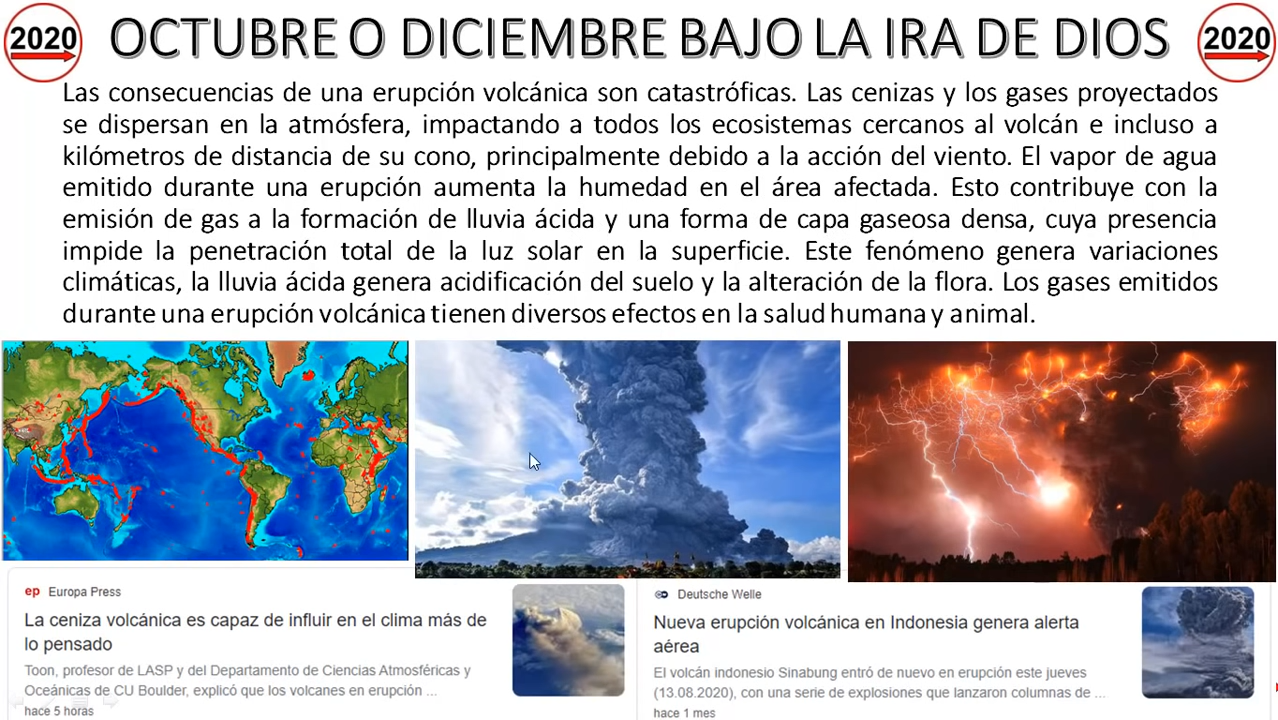 2020
OCTUBRE O DICIEMBRE BAJO LA IRA DE DIOS
2020
Las consecuencias de una erupción volcánica son catastróficas. Las cenizas y los gases proyectados
se dispersan en la atmósfera, impactando a todos los ecosistemas cercanos al volcán e incluso a
kilómetros de distancia de su cono, principalmente debido a la acción del viento. El vapor de agua
emitido durante una erupción aumenta la humedad en el área afectada. Esto contribuye con la
emisión de gas a la formación de lluvia ácida y una forma de capa gaseosa densa, cuya presencia
impide la penetración total de la luz solar en la superficie. Este fenómeno genera variaciones
climáticas, la lluvia ácida genera acidificación del suelo y la alteración de la flora. Los gases emitidos
durante una erupción volcánica tienen diversos efectos en la salud humana y animal.
ep Europa Press
La ceniza volcánica es capaz de influir en el clima más de
lo pensado
Toon, profesor de LASP y del Departamento de Ciencias Atmosféricas y
Oceánicas de CU Boulder, explicó que los volcanes en erupción ...
hace 5 horas
Deutsche Welle
Nueva erupción volcánica en Indonesia genera alerta
aérea
El volcán indonesio Sinabung entró de nuevo en erupción este jueves
(13.08.2020), con una serie de explosiones que lanzaron columnas de ...
hace 1 mes